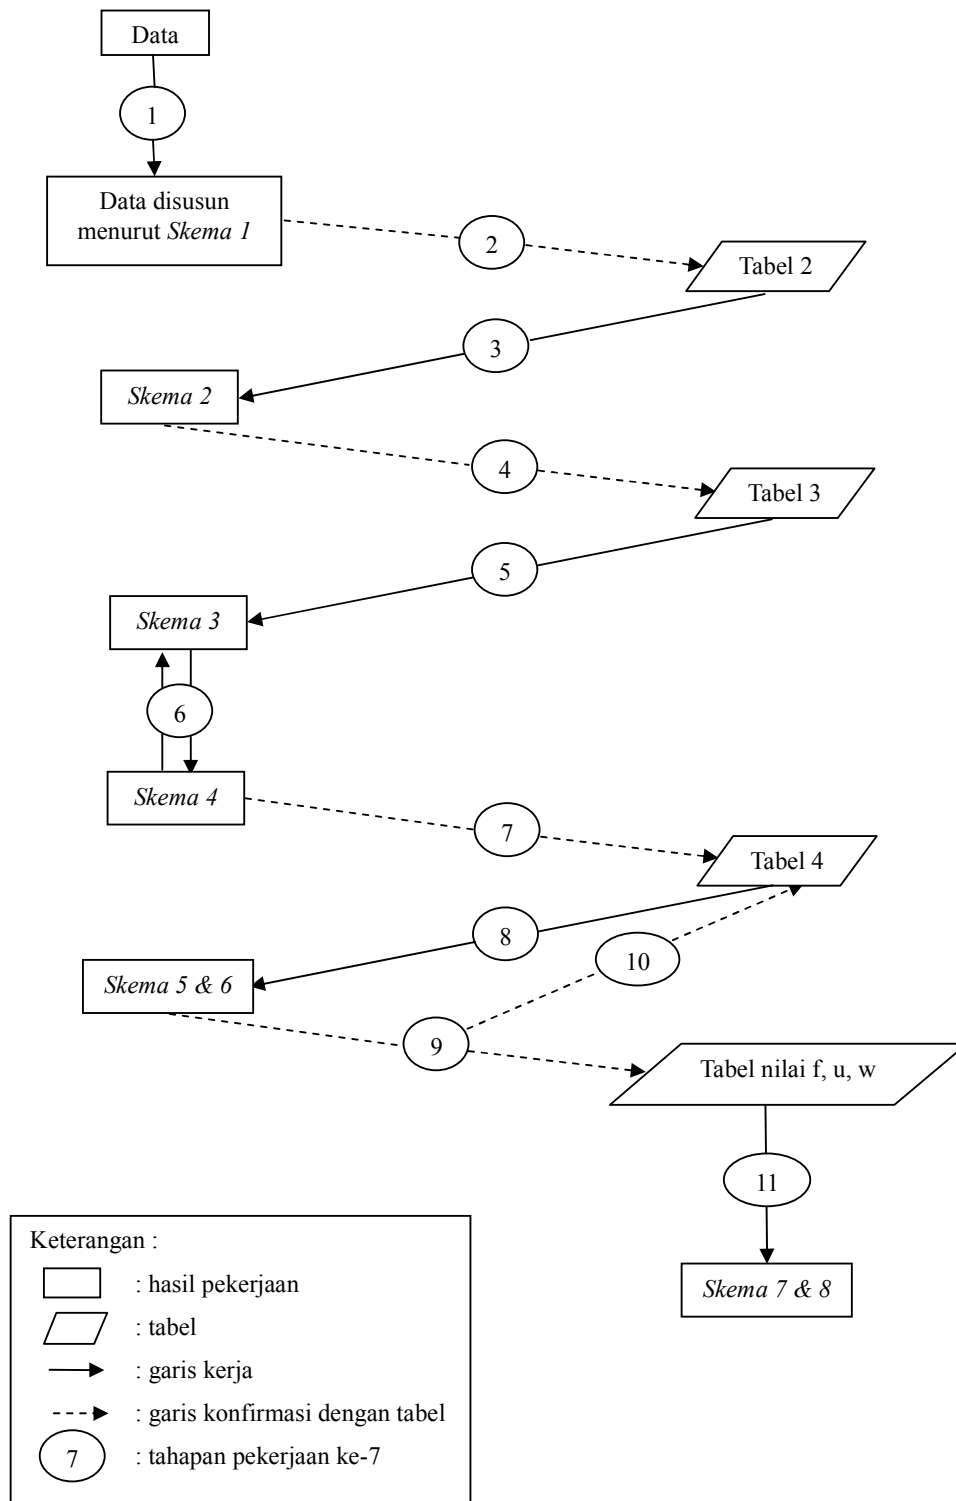 Data
1
Data disusun
menurut Skema 1
2
Tabel 2
3
Skema 2
4
Tabel 3
5
Skema 3
6
Skema 4
7
Tabel 4
8
10
Skema 5 & 6
9
Tabel nilai f, u, w
11
Skema 7 & 8
Keterangan :
: hasil pekerjaan
: tabel
: garis kerja
: garis konfirmasi dengan tabel
7 : tahapan pekerjaan ke-7